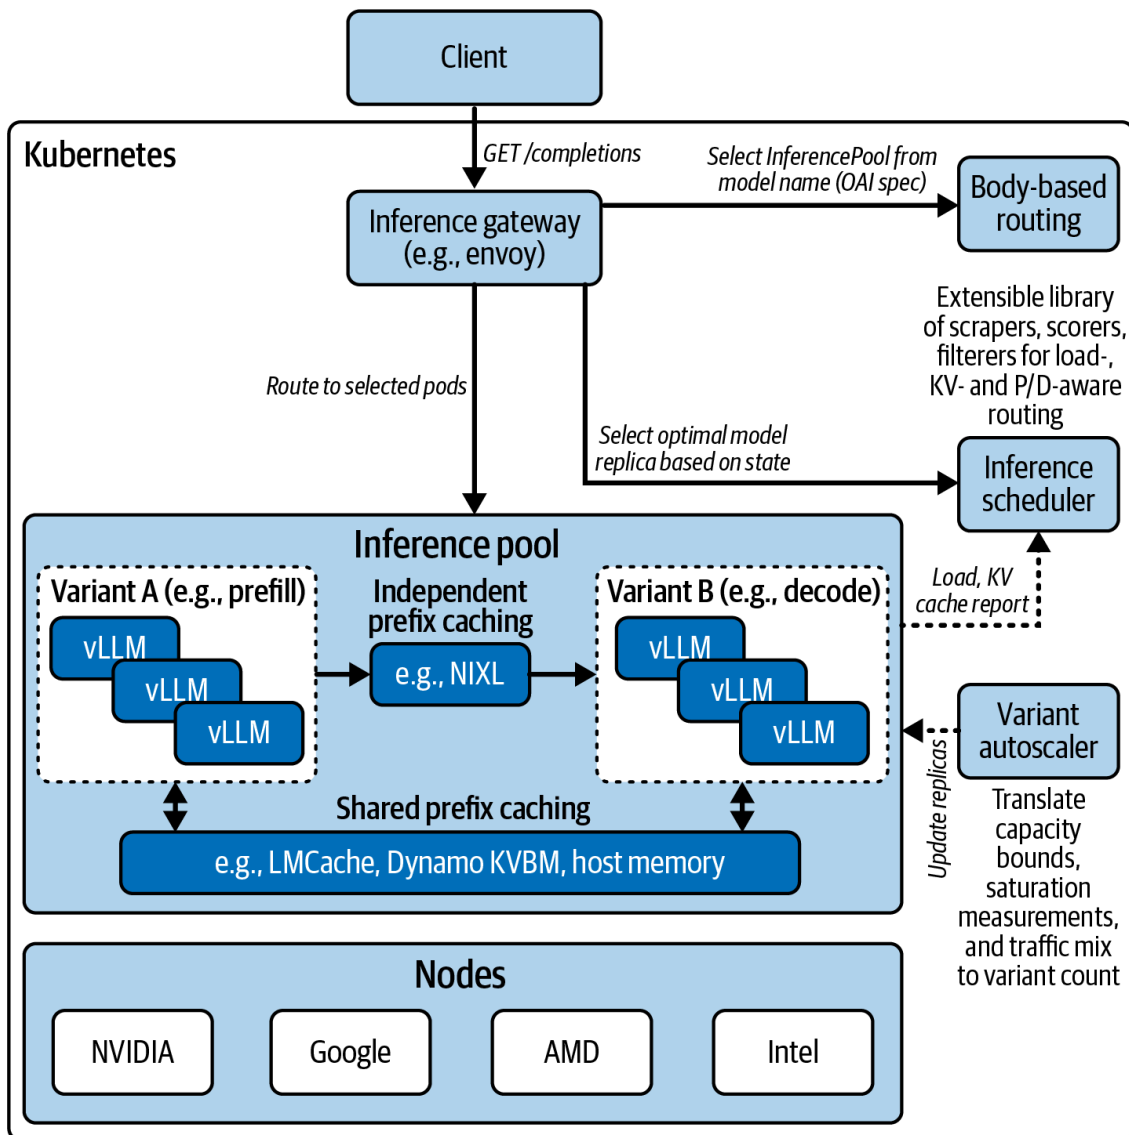 Client
Kubernetes
GET /completions
Select InferencePool from
model name (OAI spec)
Body-based
routing
Inference gateway
(e.g., envoy)
Extensible library
of scrapers, scorers,
filterers for load-,
KV- and P/D-aware
routing
Route to selected pods
Select optimal model
replica based on state
Inference
scheduler
Inference pool
Variant A (e.g., prefill)
vLLM
vLLM
vLLM
Independent
prefix caching
e.g., NIXL
Variant B (e.g., decode)
vLLM
vLLM
vLLM
Load, KV
cache report
Shared prefix caching
e.g., LMCache, Dynamo KVBM, host memory
Update replicas
Variant
autoscaler
Translate
capacity
bounds,
saturation
measurements,
and traffic mix
to variant count
Nodes
NVIDIA
Google
AMD
Intel